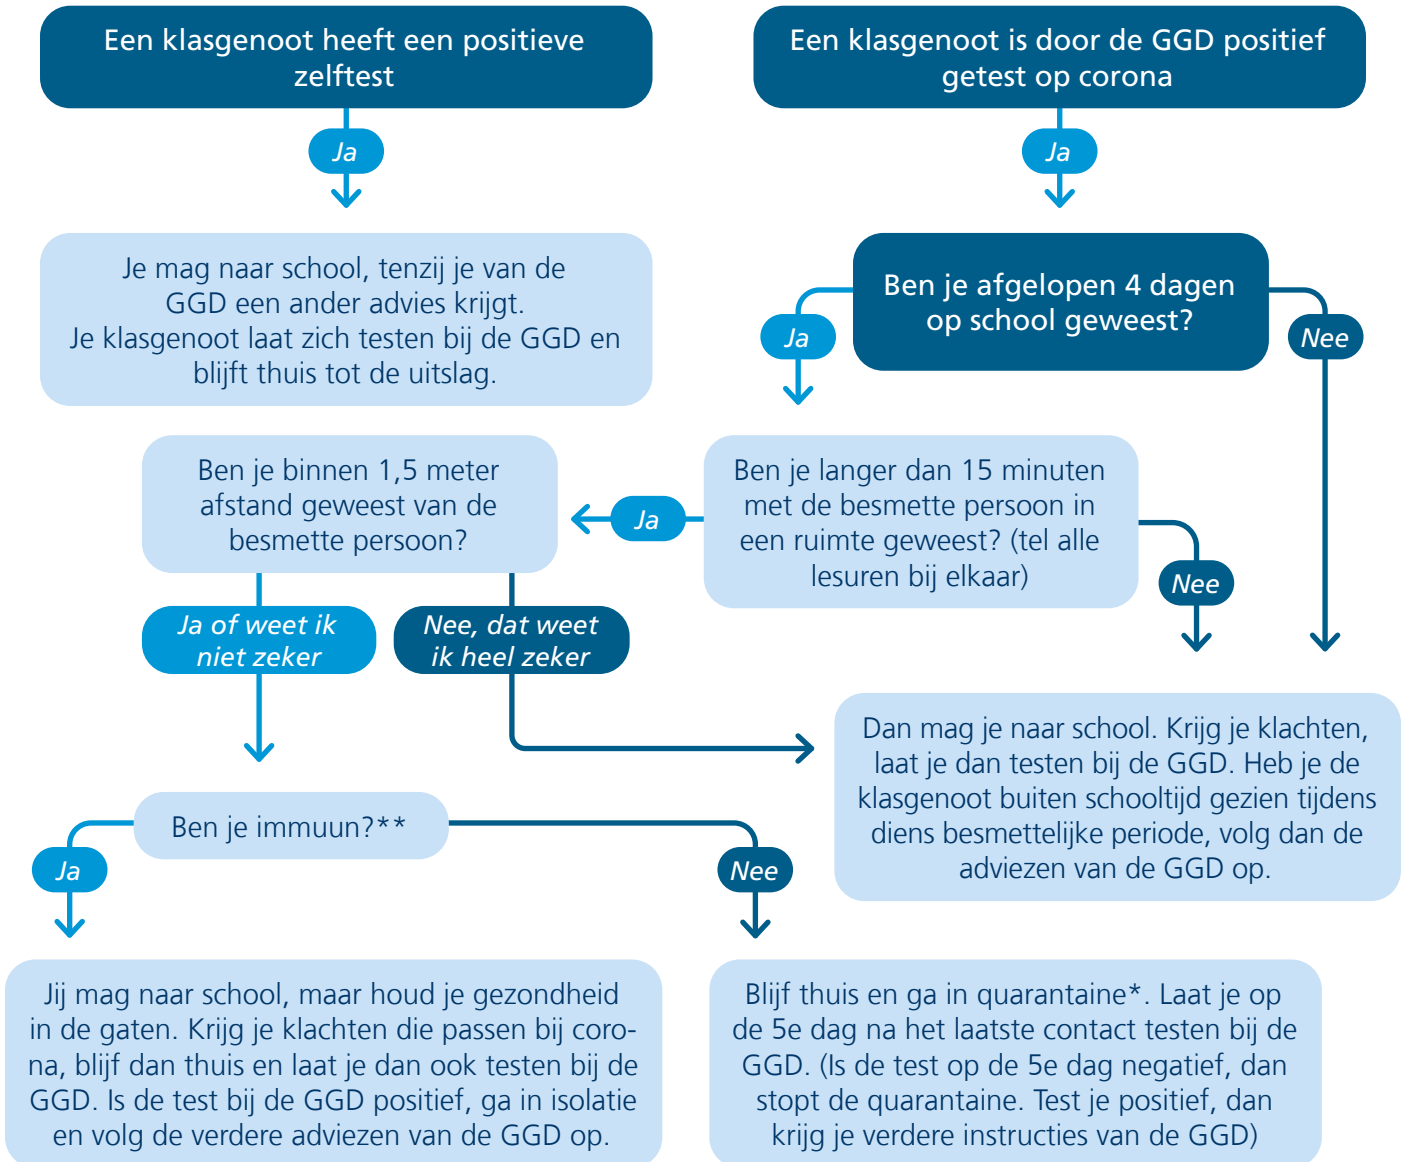 Een klasgenoot heeft een positieve
zelftest
Een klasgenoot is door de GGD positief
getest op corona
Ja
Ja
Je mag naar school, tenzij je van de
GGD een ander advies krijgt.
Je klasgenoot laat zich testen bij de GGD en
blijft thuis tot de uitslag.
Ben je afgelopen 4 dagen
op school geweest?
Ja
Nee
Ben je langer dan 15 minuten
met de besmette persoon in
een ruimte geweest? (tel alle
lesuren bij elkaar)
Ja
Nee
Ben je binnen 1,5 meter
afstand geweest van de
besmette persoon?
Ja of weet ik
niet zeker
Nee, dat weet
ik heel zeker
Dan mag je naar school. Krijg je klachten,
laat je dan testen bij de GGD. Heb je de
klasgenoot buiten schooltijd gezien tijdens
diens besmettelijke periode, volg dan de
adviezen van de GGD op.
Ben je immuun?**
Ja
Nee
Jij mag naar school, maar houd je gezondheid
in de gaten. Krijg je klachten die passen bij coro-
na, blijf dan thuis en laat je dan ook testen bij de
GGD. Is de test bij de GGD positief, ga in isolatie
en volg de verdere adviezen van de GGD op.
Blijf thuis en ga in quarantaine*. Laat je op
de 5e dag na het laatste contact testen bij de
GGD. (Is de test op de 5e dag negatief, dan
stopt de quarantaine. Test je positief, dan
krijg je verdere instructies van de GGD)